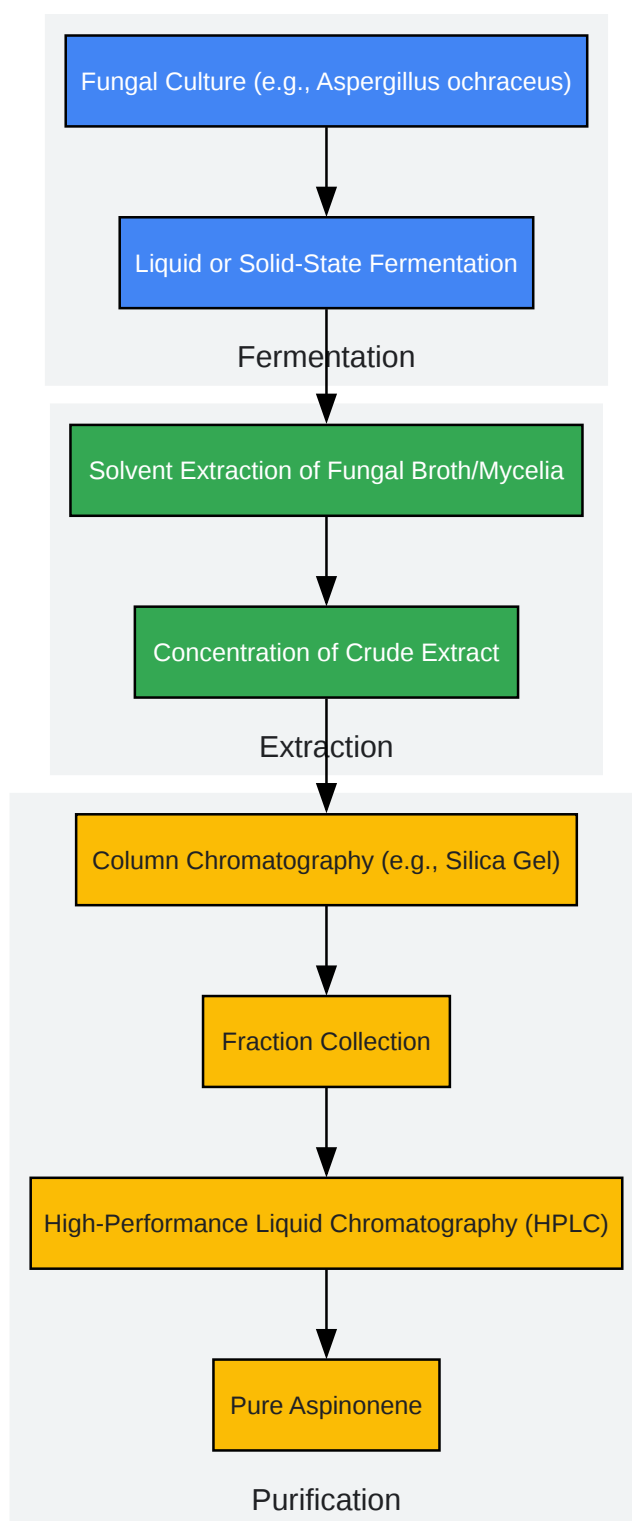 Fungal Culture (e.g., Aspergillus ochraceus)
Liquid or Solid-State Fermentation
Fermentation
Solvent Extraction of Fungal Broth/Mycelia
Concentration of Crude Extract
Extraction
Column Chromatography (e.g., Silica Gel)
Fraction Collection
High-Performance Liquid Chromatography (HPLC)
Pure Aspinonene
Purification